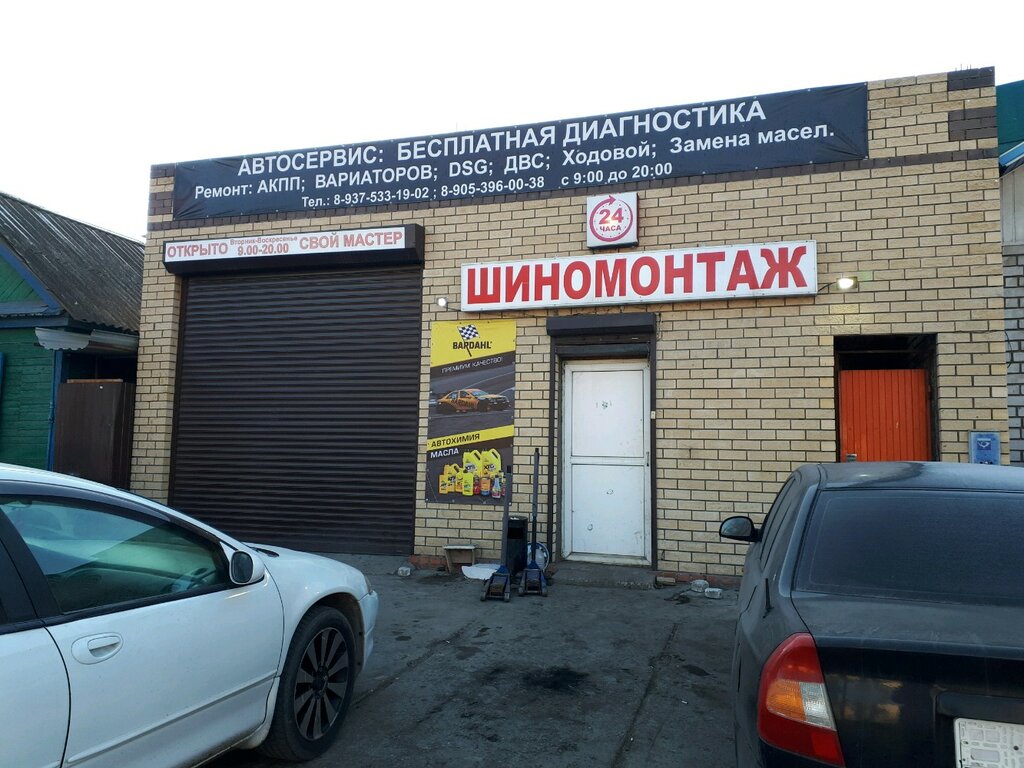 АВТОСЕРВИС: БЕСПЛАТНАЯ ДИАГНОСТИКА
Ремонт: АКПП; ВАРИАТОРОВ; DSG; ДВС; Ходовой; Замена масел.
Тел.: 8-937-533-19-02 ; 8-905-396-00-38 с 9:00 до 20:00
24
ЧАСА
ОТКРЫТО Вторник-Воскресенье 9.00-20.00 СВОЙ МАСТЕР
ШИНОМОНТАЖ
BARDAHL
ПРЕМИУМ КАЧЕСТВО!
АВТОХИМИЯ
МАСЛА